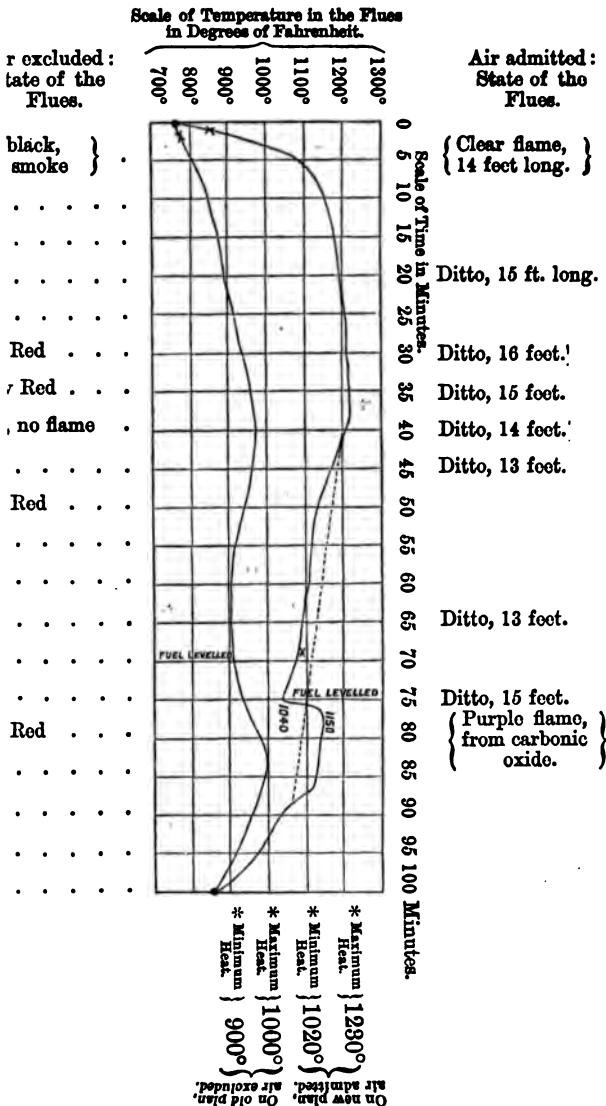 Scale of Temperature in the Flues
in Degrees of Fahrenheit.
700° 800° 900° 1000° 1100° 1200° 1300°
r excluded:
tate of the
Flues.
Air admitted:
State of the
Flues.
Scale of Time in Minutes.
0
black,
smoke
5
Clear flame,
14 feet long.
10
15
20
Ditto, 15 ft. long.
25
Red
30
Ditto, 16 feet.
Red
35
Ditto, 15 feet.
, no flame
40
Ditto, 14 feet.
45
Ditto, 13 feet.
Red
50
55
60
65
Ditto, 13 feet.
FUEL LEVELLED
70
FUEL LEVELLED
75
Ditto, 15 feet.
1040
1150
Red
80
Purple flame,
from carbonic
oxide.
85
90
95
100 Minutes.
* Maximum Heat. 1230°
* Minimum Heat. 1020°
On new plan,
air admitted.
* Maximum Heat. 1000°
* Minimum Heat. 900°
On old plan,
air excluded.